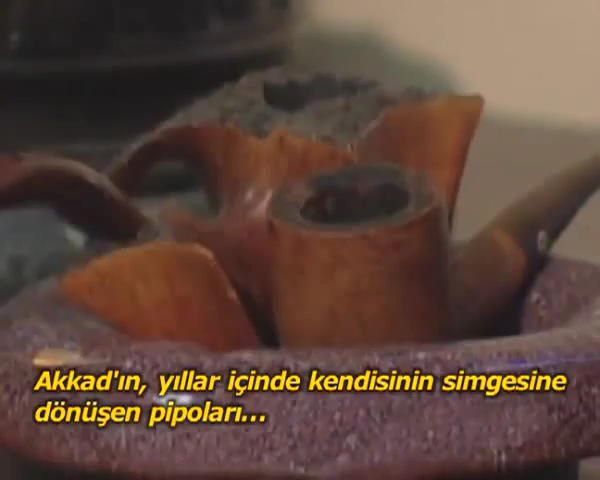 Akkad'ın, yıllar içinde kendisinin simgesine
dönüşen pipoları...